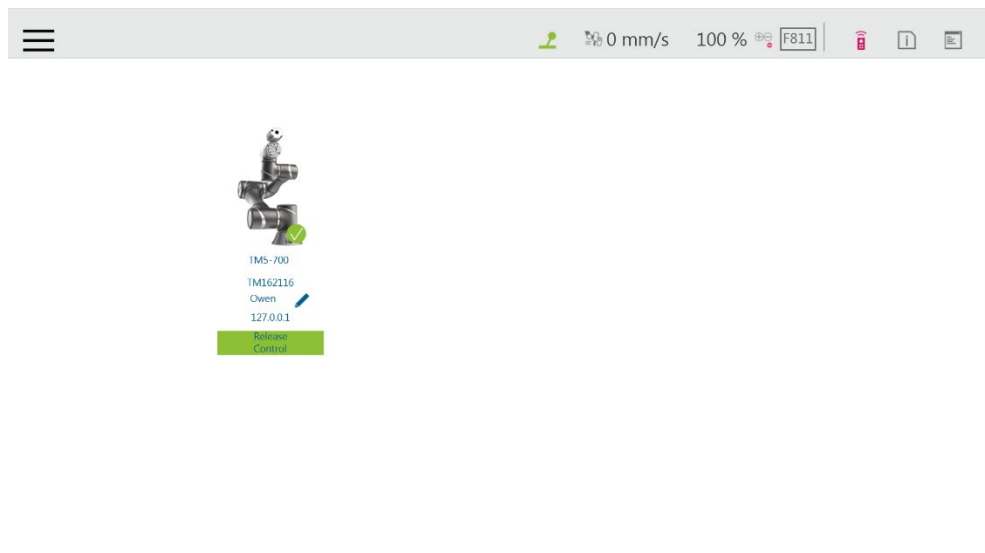 0 mm/s 100 % F811
TM5-700
TM162116
Owen
127.0.0.1
Release
Control